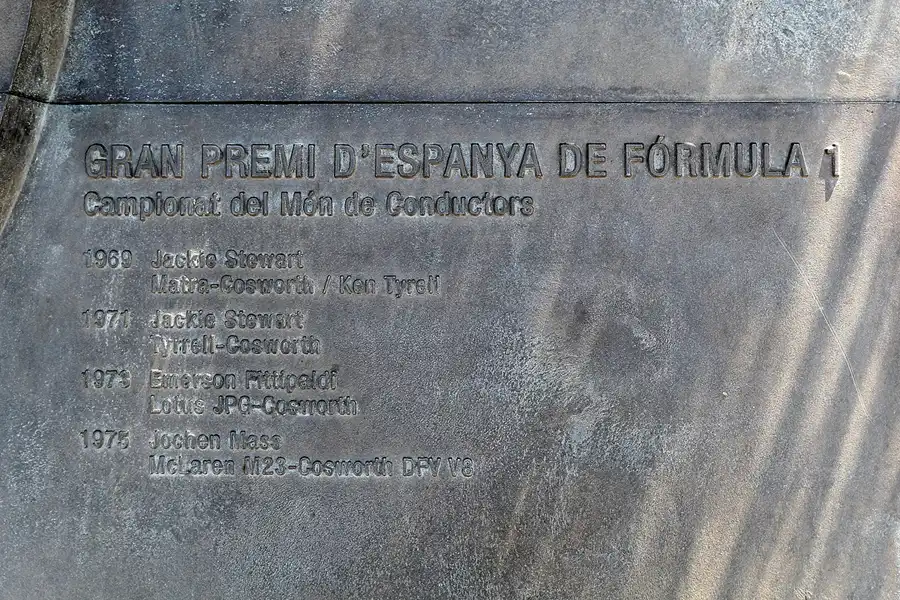 GRAN PREMI D'ESPANYA DE FÓRMULA 1
Campionat del Món de Conductors
1969 Jackie Stewart
Matra-Cosworth / Ken Tyrell
1971 Jackie Stewart
Tyrrell-Cosworth
1973 Emerson Fittipaldi
Lotus JPG-Cosworth
1975 Jochen Mass
McLaren M23-Cosworth DFV V8